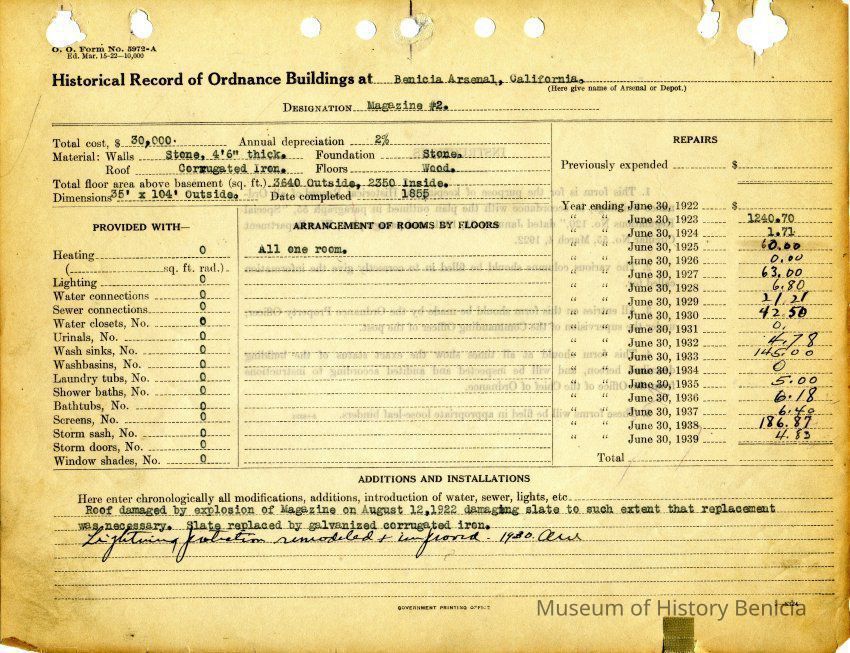 O. O. Form No. 5972-A
Ed. Mar. 15-22—10,000
Historical Record of Ordnance Buildings at Benicia Arsenal, California.
(Here give name of Arsenal or Depot.)
DESIGNATION Magazine #2.
Total cost, $ 30,000. Annual depreciation 2%
Material: Walls Stone, 4'6" thick. Foundation Stone.
Roof Corrugated Iron. Floors Wood.
Total floor area above basement (sq. ft.) 3640 Outside, 2350 Inside.
Dimensions 35' x 104' Outside. Date completed 1855
PROVIDED WITH—
Heating 0
( sq. ft. rad.)
Lighting 0
Water connections 0
Sewer connections 0
Water closets, No. 0
Urinals, No. 0
Wash sinks, No. 0
Washbasins, No. 0
Laundry tubs, No. 0
Shower baths, No. 0
Bathtubs, No. 0
Screens, No. 0
Storm sash, No. 0
Storm doors, No. 0
Window shades, No. 0
ARRANGEMENT OF ROOMS BY FLOORS
All one room.
REPAIRS
Previously expended $
Year ending June 30, 1922 $
" " June 30, 1923 1240.70
" " June 30, 1924 1.71
" " June 30, 1925 60.00
" " June 30, 1926 0.00
" " June 30, 1927 63.00
" " June 30, 1928 6.80
" " June 30, 1929 21.21
" " June 30, 1930 42.50
" " June 30, 1931 0.
" " June 30, 1932 4.78
" " June 30, 1933 145.00
" " June 30, 1934 0
" " June 30, 1935 5.00
" " June 30, 1936 6.18
" " June 30, 1937 6.40
" " June 30, 1938 186.87
" " June 30, 1939 4.83
Total
ADDITIONS AND INSTALLATIONS
Here enter chronologically all modifications, additions, introduction of water, sewer, lights, etc.
Roof damaged by explosion of Magazine on August 12,1922 damaging slate to such extent that replacement
was necessary. Slate replaced by galvanized corrugated iron.
Lightning protection remodeled + improved. 1930.
GOVERNMENT PRINTING OFFICE
Museum of History Benicia